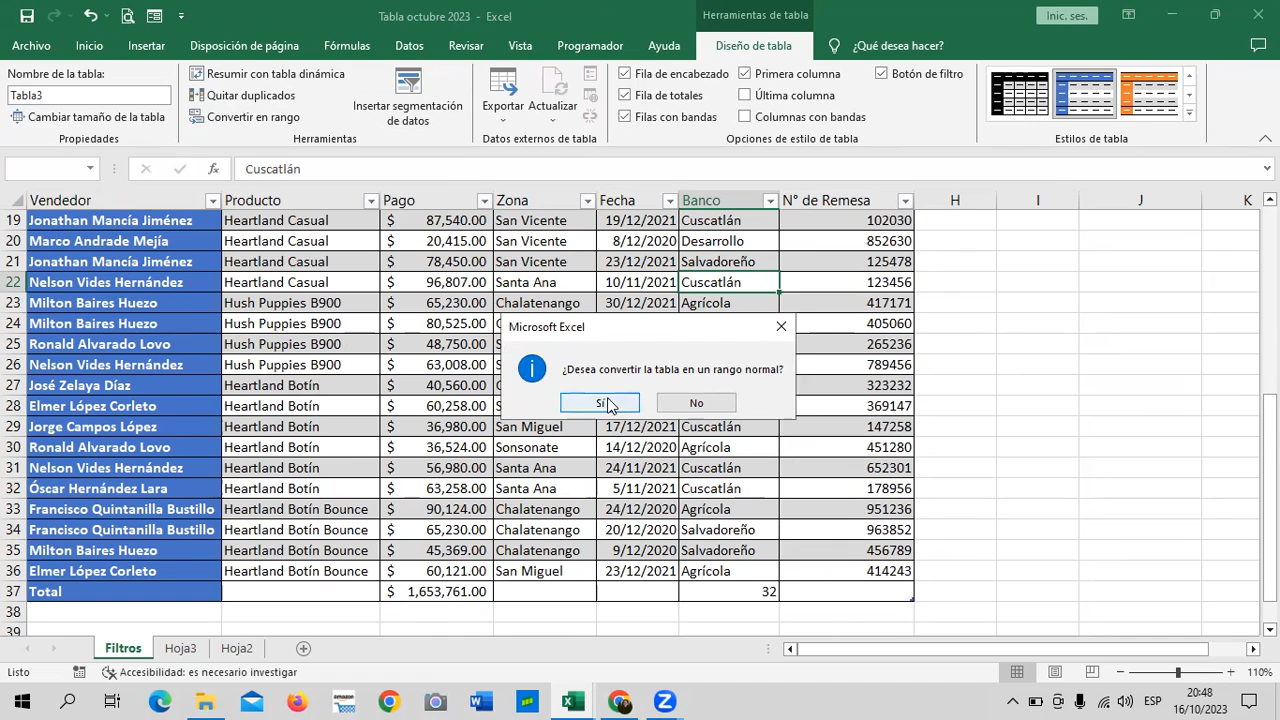 Tabla octubre 2023 - Excel
Herramientas de tabla
Inic. ses.
Archivo Inicio Insertar Disposición de página Fórmulas Datos Revisar Vista Programador Ayuda Diseño de tabla ¿Qué desea hacer?
Nombre de la tabla:
Tabla3
Cambiar tamaño de la tabla
Propiedades
Resumir con tabla dinámica
Quitar duplicados
Convertir en rango
Insertar segmentación
de datos
Herramientas
Exportar Actualizar
Datos externos de tabla
Fila de encabezado Primera columna Botón de filtro
Fila de totales Última columna
Filas con bandas Columnas con bandas
Opciones de estilo de tabla
Estilos de tabla
fx Cuscatlán
Vendedor Producto Pago Zona Fecha Banco N° de Remesa H I J K
19 Jonathan Mancía Jiménez Heartland Casual $ 87,540.00 San Vicente 19/12/2021 Cuscatlán 102030
20 Marco Andrade Mejía Heartland Casual $ 20,415.00 San Vicente 8/12/2020 Desarrollo 852630
21 Jonathan Mancía Jiménez Heartland Casual $ 78,450.00 San Vicente 23/12/2021 Salvadoreño 125478
22 Nelson Vides Hernández Heartland Casual $ 96,807.00 Santa Ana 10/11/2021 Cuscatlán 123456
23 Milton Baires Huezo Hush Puppies B900 $ 65,230.00 Chalatenango 30/12/2021 Agrícola 417171
24 Milton Baires Huezo Hush Puppies B900 $ 80,525.00 405060
25 Ronald Alvarado Lovo Hush Puppies B900 $ 48,750.00 265236
26 Nelson Vides Hernández Hush Puppies B900 $ 63,008.00 789456
27 José Zelaya Díaz Heartland Botín $ 40,560.00 323232
28 Elmer López Corleto Heartland Botín $ 60,258.00 369147
29 Jorge Campos López Heartland Botín $ 36,980.00 San Miguel 17/12/2021 Cuscatlán 147258
30 Ronald Alvarado Lovo Heartland Botín $ 36,524.00 Sonsonate 14/12/2020 Agrícola 451280
31 Nelson Vides Hernández Heartland Botín $ 56,980.00 Santa Ana 24/11/2021 Cuscatlán 652301
32 Óscar Hernández Lara Heartland Botín $ 63,258.00 Santa Ana 5/11/2021 Cuscatlán 178956
33 Francisco Quintanilla Bustillo Heartland Botín Bounce $ 90,124.00 Chalatenango 24/12/2020 Agrícola 951236
34 Francisco Quintanilla Bustillo Heartland Botín Bounce $ 65,230.00 Chalatenango 20/12/2020 Salvadoreño 963852
35 Milton Baires Huezo Heartland Botín Bounce $ 45,369.00 Chalatenango 9/12/2020 Salvadoreño 456789
36 Elmer López Corleto Heartland Botín Bounce $ 60,121.00 San Miguel 23/12/2021 Agrícola 414243
37 Total $ 1,653,761.00 32
38
39
Microsoft Excel
¿Desea convertir la tabla en un rango normal?
Sí No
Filtros Hoja3 Hoja2
Listo Accesibilidad: es necesario investigar 110%
amazon
ESP
20:48
16/10/2023